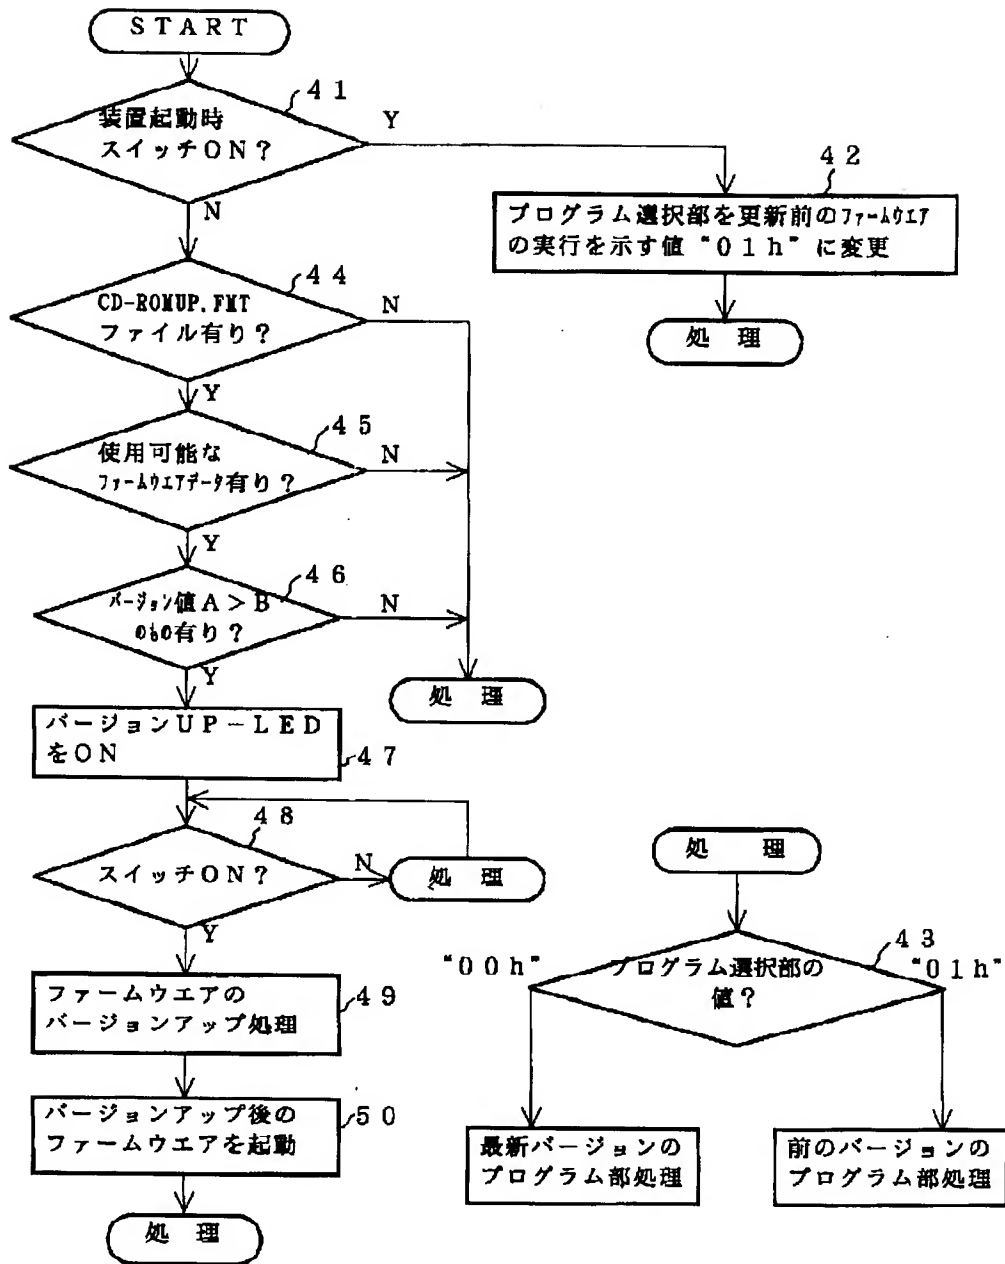 START
41
装置起動時
スイッチON?
Y
N
42
プログラム選択部を更新前のファームウエア
の実行を示す値“01h”に変更
処 理
44
CD-ROMUP.FMT
ファイル有り?
N
Y
45
使用可能な
ファームウエアデータ有り?
N
Y
46
バージョン値A>B
のもの有り?
N
Y
処 理
バージョンUP-LED
をON
47
48
スイッチON?
N
処 理
Y
処 理
43
“00h”
プログラム選択部の
値?
“01h”
ファームウエアの
バージョンアップ処理
49
バージョンアップ後の
ファームウエアを起動
50
最新バージョンの
プログラム部処理
前のバージョンの
プログラム部処理
処 理